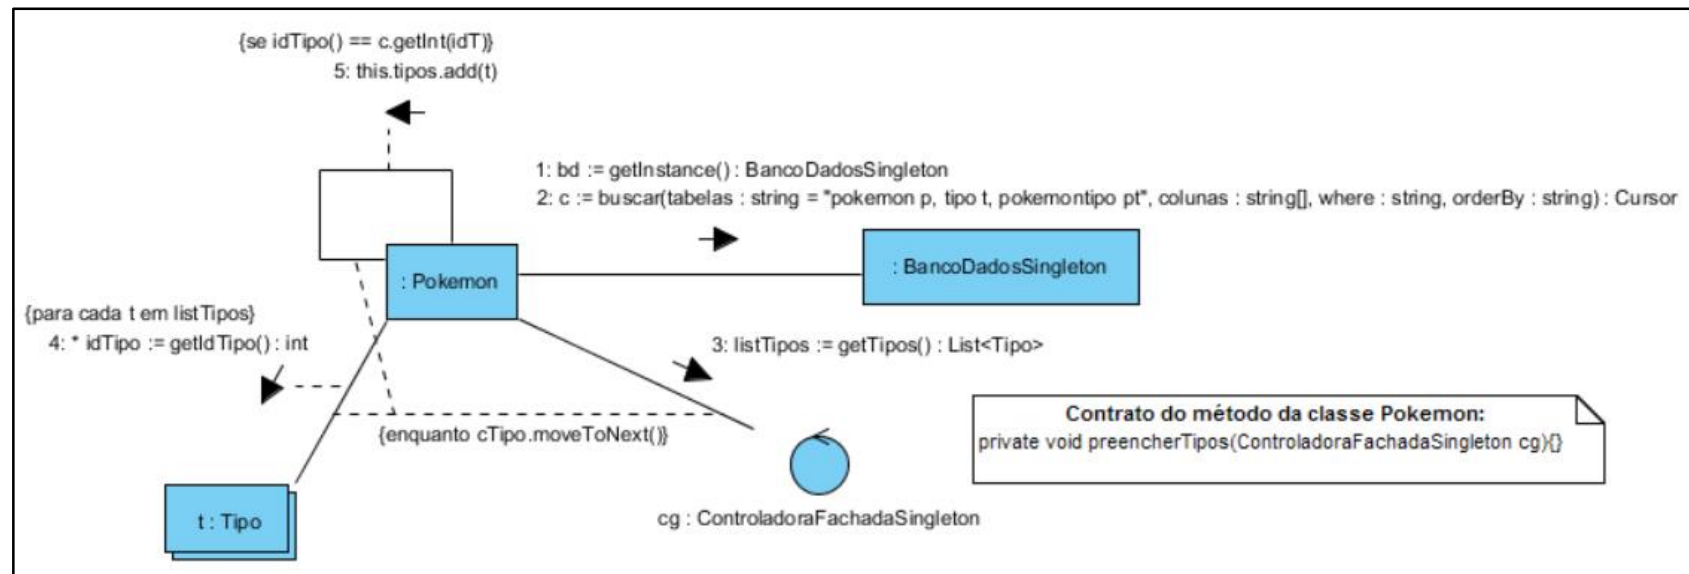 {se idTipo() == c.getInt(idT)}
5: this.tipos.add(t)
1: bd := getInstance() : BancoDadosSingleton
2: c := buscar(tabelas : string = "pokemon p, tipo t, pokemontipo pt", colunas : string[], where : string, orderBy : string) : Cursor
: Pokemon
: BancoDadosSingleton
{para cada t em listTipos}
4: * idTipo := getIdTipo() : int
3: listTipos := getTipos() : List<Tipo>
{enquanto cTipo.moveToNext()}
Contrato do método da classe Pokemon:
private void preencherTipos(ControladoraFachadaSingleton cg){}
t : Tipo
cg : ControladoraFachadaSingleton